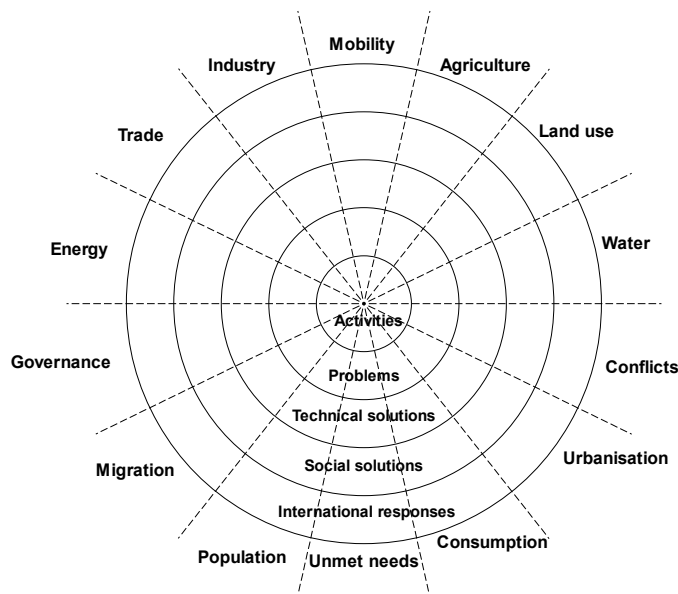 Mobility
Industry
Agriculture
Trade
Land use
Energy
Water
Activities
Governance
Conflicts
Problems
Technical solutions
Migration
Social solutions
Urbanisation
International responses
Population
Unmet needs
Consumption